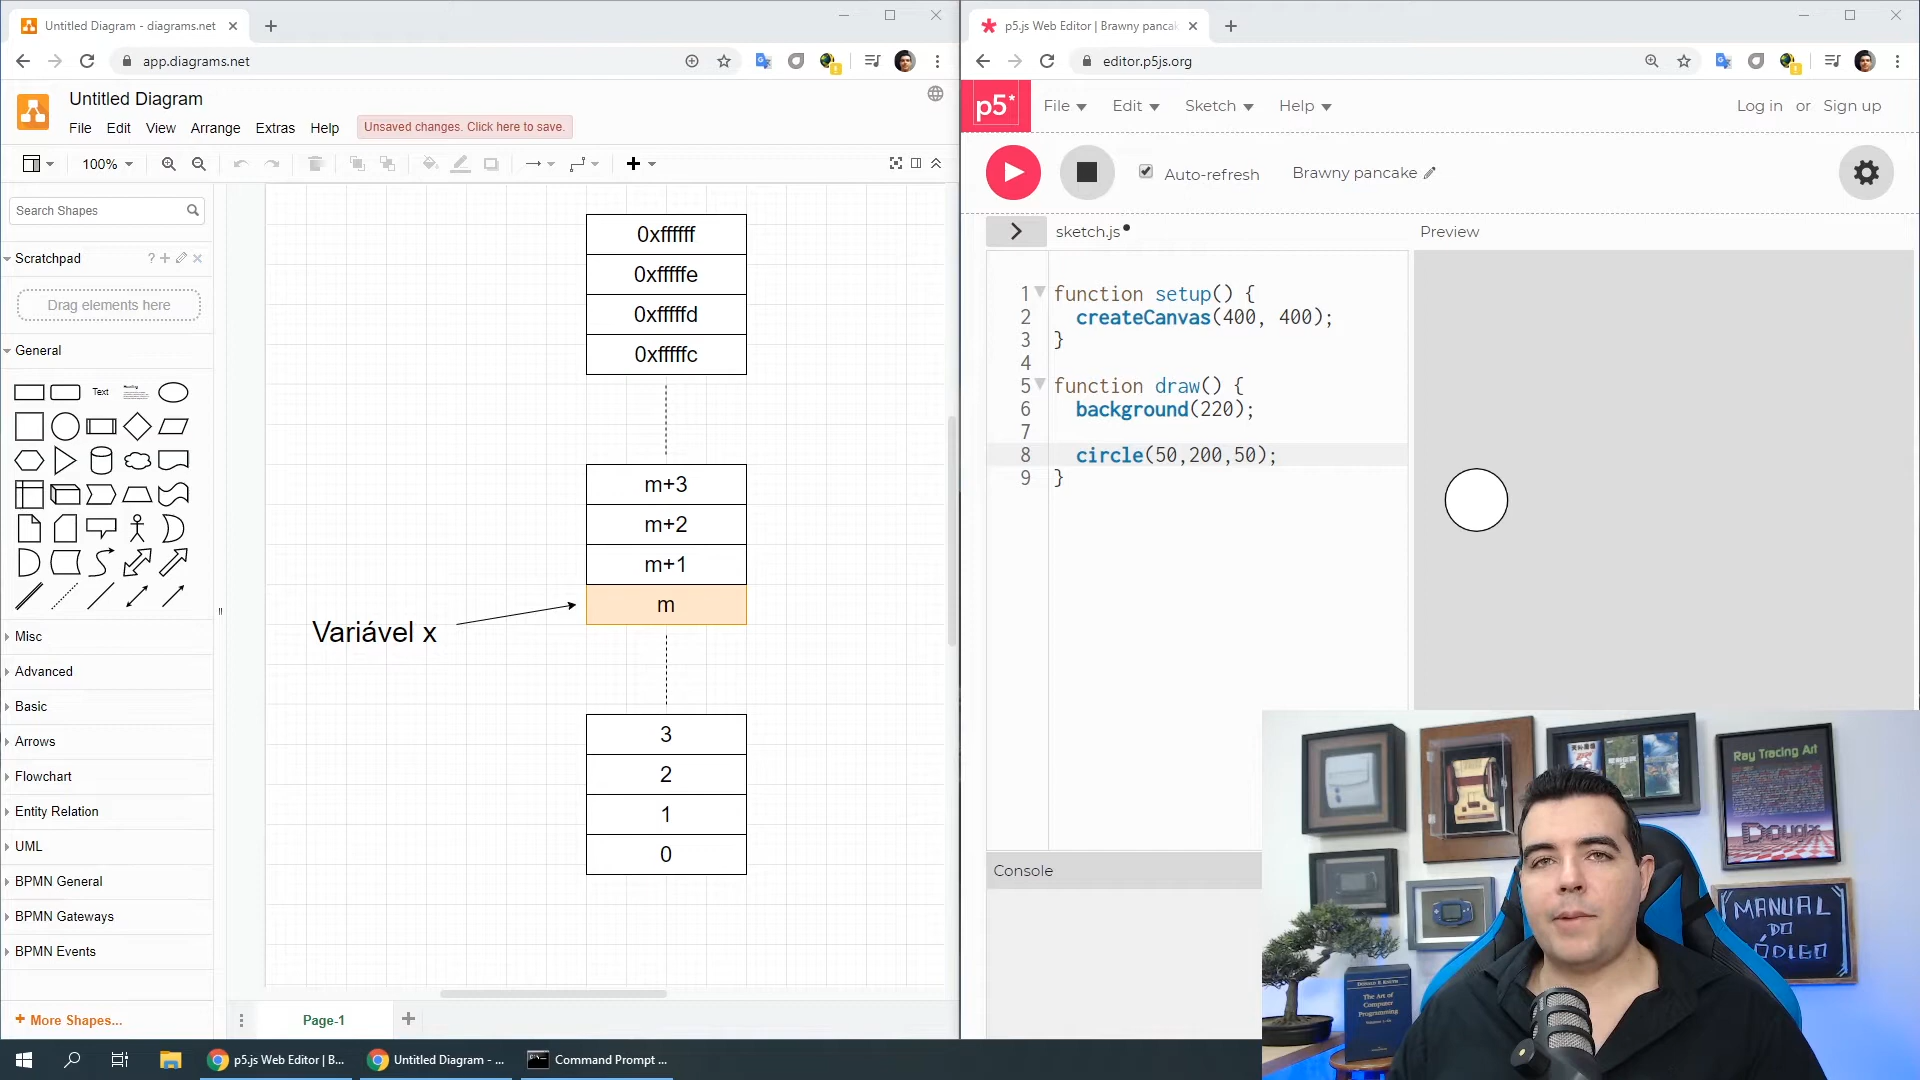 Untitled Diagram - diagrams.net
app.diagrams.net
Untitled Diagram
File Edit View Arrange Extras Help Unsaved changes. Click here to save.
100%
Search Shapes
Scratchpad
?
Drag elements here
General
Text
Heading
Misc
Advanced
Basic
Arrows
Flowchart
Entity Relation
UML
BPMN General
BPMN Gateways
BPMN Events
+ More Shapes...
0xffffff
0xfffffe
0xfffffd
0xfffffc
m+3
m+2
m+1
m
Variável x
3
2
1
0
Page-1
p5.js Web Editor | Brawny pancak
editor.p5js.org
p5*
File Edit Sketch Help
Log in or Sign up
Auto-refresh
Brawny pancake
sketch.js
Preview
1 function setup() {
2 createCanvas(400, 400);
3 }
4
5 function draw() {
6 background(220);
7
8 circle(50,200,50);
9 }
Console
Ray Tracing Art
MANUAL
DO
CÓDIGO
The Art of
Computer
Programming
p5.js Web Editor | B...
Untitled Diagram - ...
Command Prompt ...